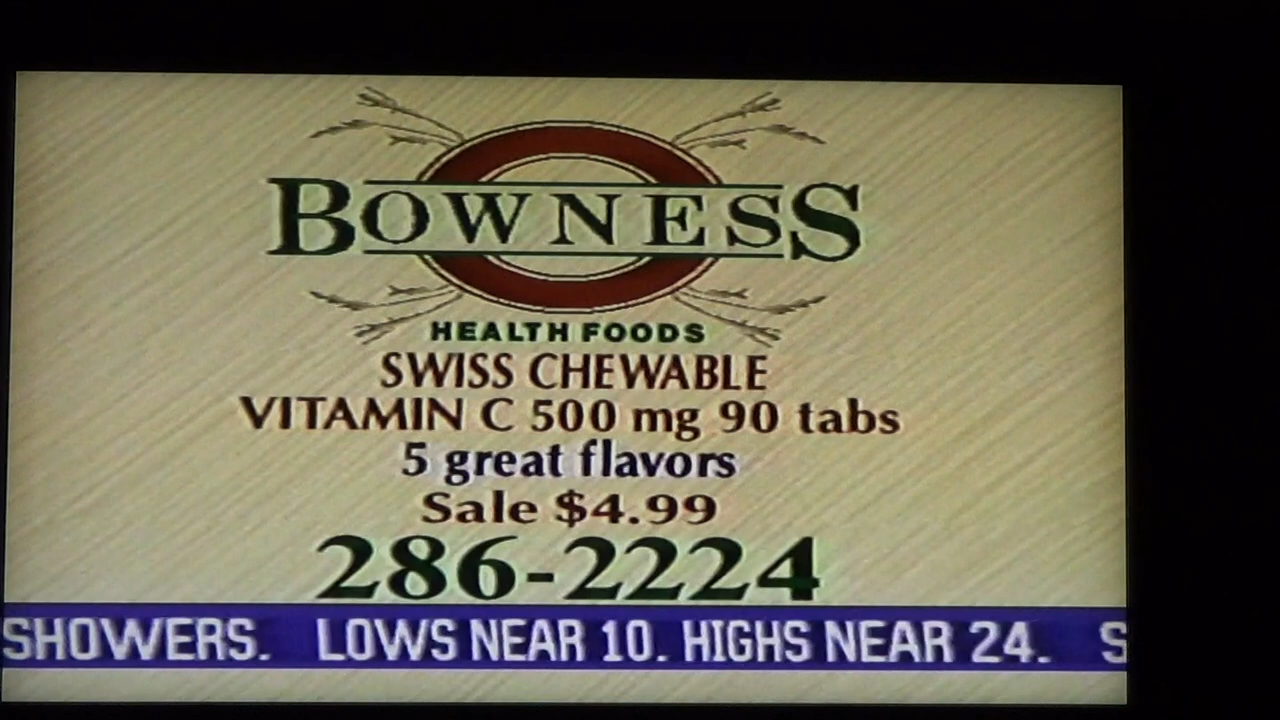 BOWNESS
HEALTH FOODS
SWISS CHEWABLE
VITAMIN C 500 mg 90 tabs
5 great flavors
Sale $4.99
286-2224
SHOWERS. LOWS NEAR 10. HIGHS NEAR 24. S